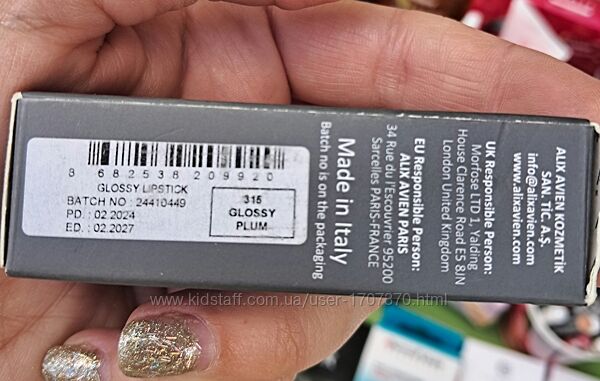 8 682538 209920
GLOSSY LIPSTICK
BATCH NO : 24410449
PD. : 02.2024
ED. : 02.2027
315
GLOSSY
PLUM
Made in Italy
Batch no is on the packaging
EU Responsible Person:
ALIX AVIEN PARIS
34 Rue du l'Escouvrier 95200
Sarcelles PARIS-FRANCE
UK Responsible Person:
Morfose LTD 1, Yalding
House Clarence Road E5 8JN
London United Kingdom
ALIX AVIEN KOZMETİK
SAN. TİC. A.Ş.
info@alixavien.com
www.alixavien.com
www.kidstaff.com.ua/user-1707870.html